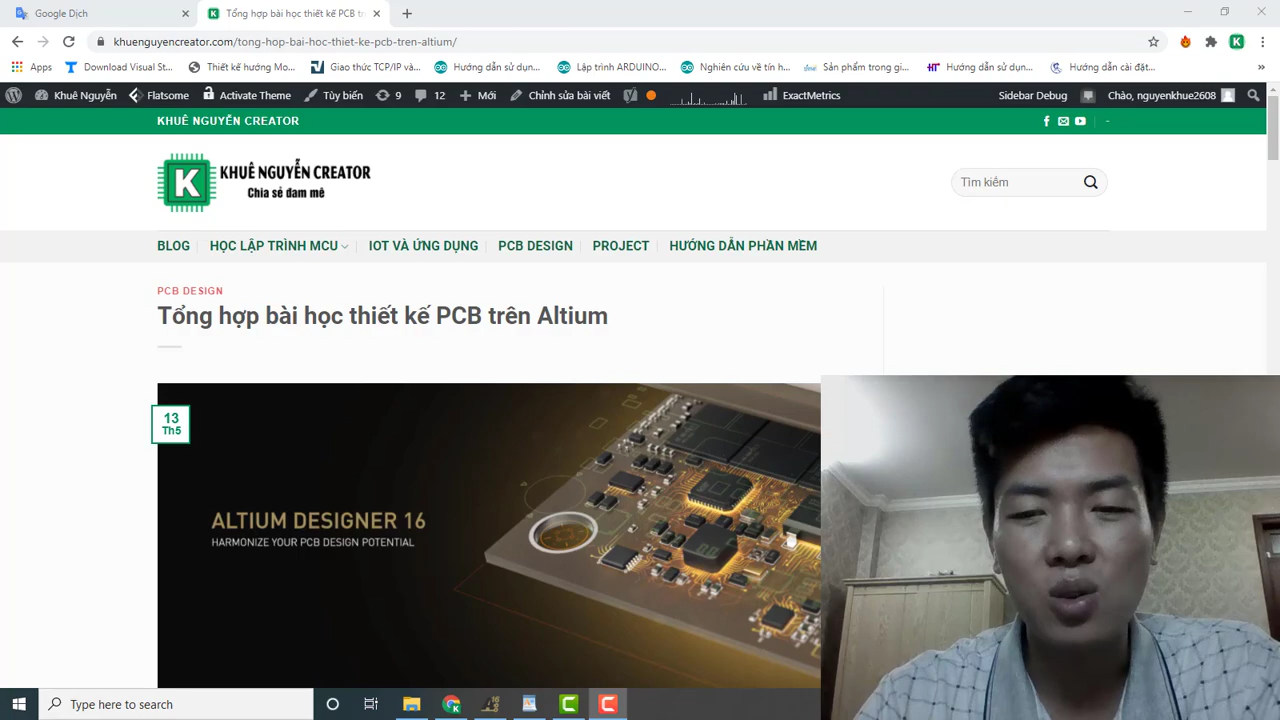 Google Dịch
Tổng hợp bài học thiết kế PCB tr
khuenguyencreator.com/tong-hop-bai-hoc-thiet-ke-pcb-tren-altium/
Apps
Download Visual St...
Thiết kế hướng Mo...
Giao thức TCP/IP và...
Hướng dẫn sử dụn...
Lập trình ARDUINO...
Nghiên cứu về tín h...
Sản phẩm trong gi...
Hướng dẫn sử dụn...
Hướng dẫn cài đặt...
Khuê Nguyễn
Flatsome
Activate Theme
Tùy biến
9
12
Mới
Chỉnh sửa bài viết
ExactMetrics
Sidebar Debug
Chào, nguyenkhue2608
KHUÊ NGUYỄN CREATOR
K
KHUÊ NGUYỄN CREATOR
Chia sẻ đam mê
Tìm kiếm
BLOG
HỌC LẬP TRÌNH MCU
IOT VÀ ỨNG DỤNG
PCB DESIGN
PROJECT
HƯỚNG DẪN PHẦN MỀM
PCB DESIGN
Tổng hợp bài học thiết kế PCB trên Altium
13
Th5
ALTIUM DESIGNER 16
HARMONIZE YOUR PCB DESIGN POTENTIAL
Type here to search